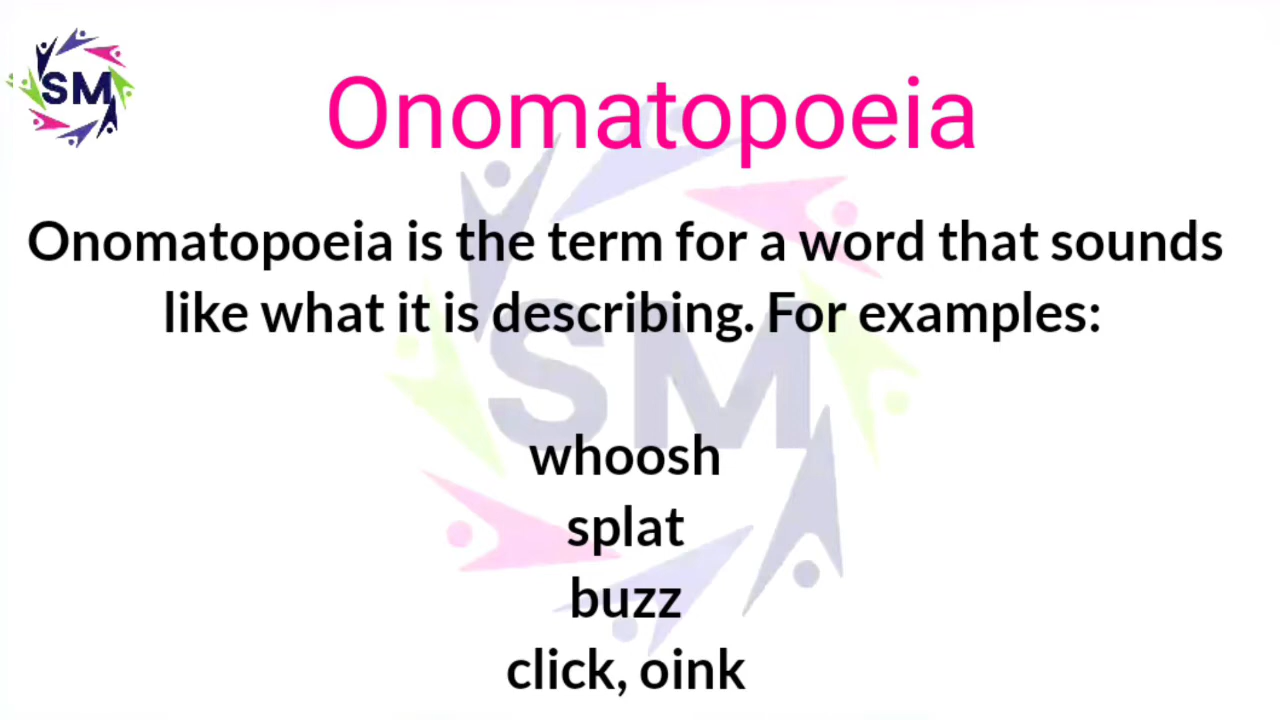 SM
Onomatopoeia
Onomatopoeia is the term for a word that sounds
like what it is describing. For examples:
SM
whoosh
splat
buzz
click, oink